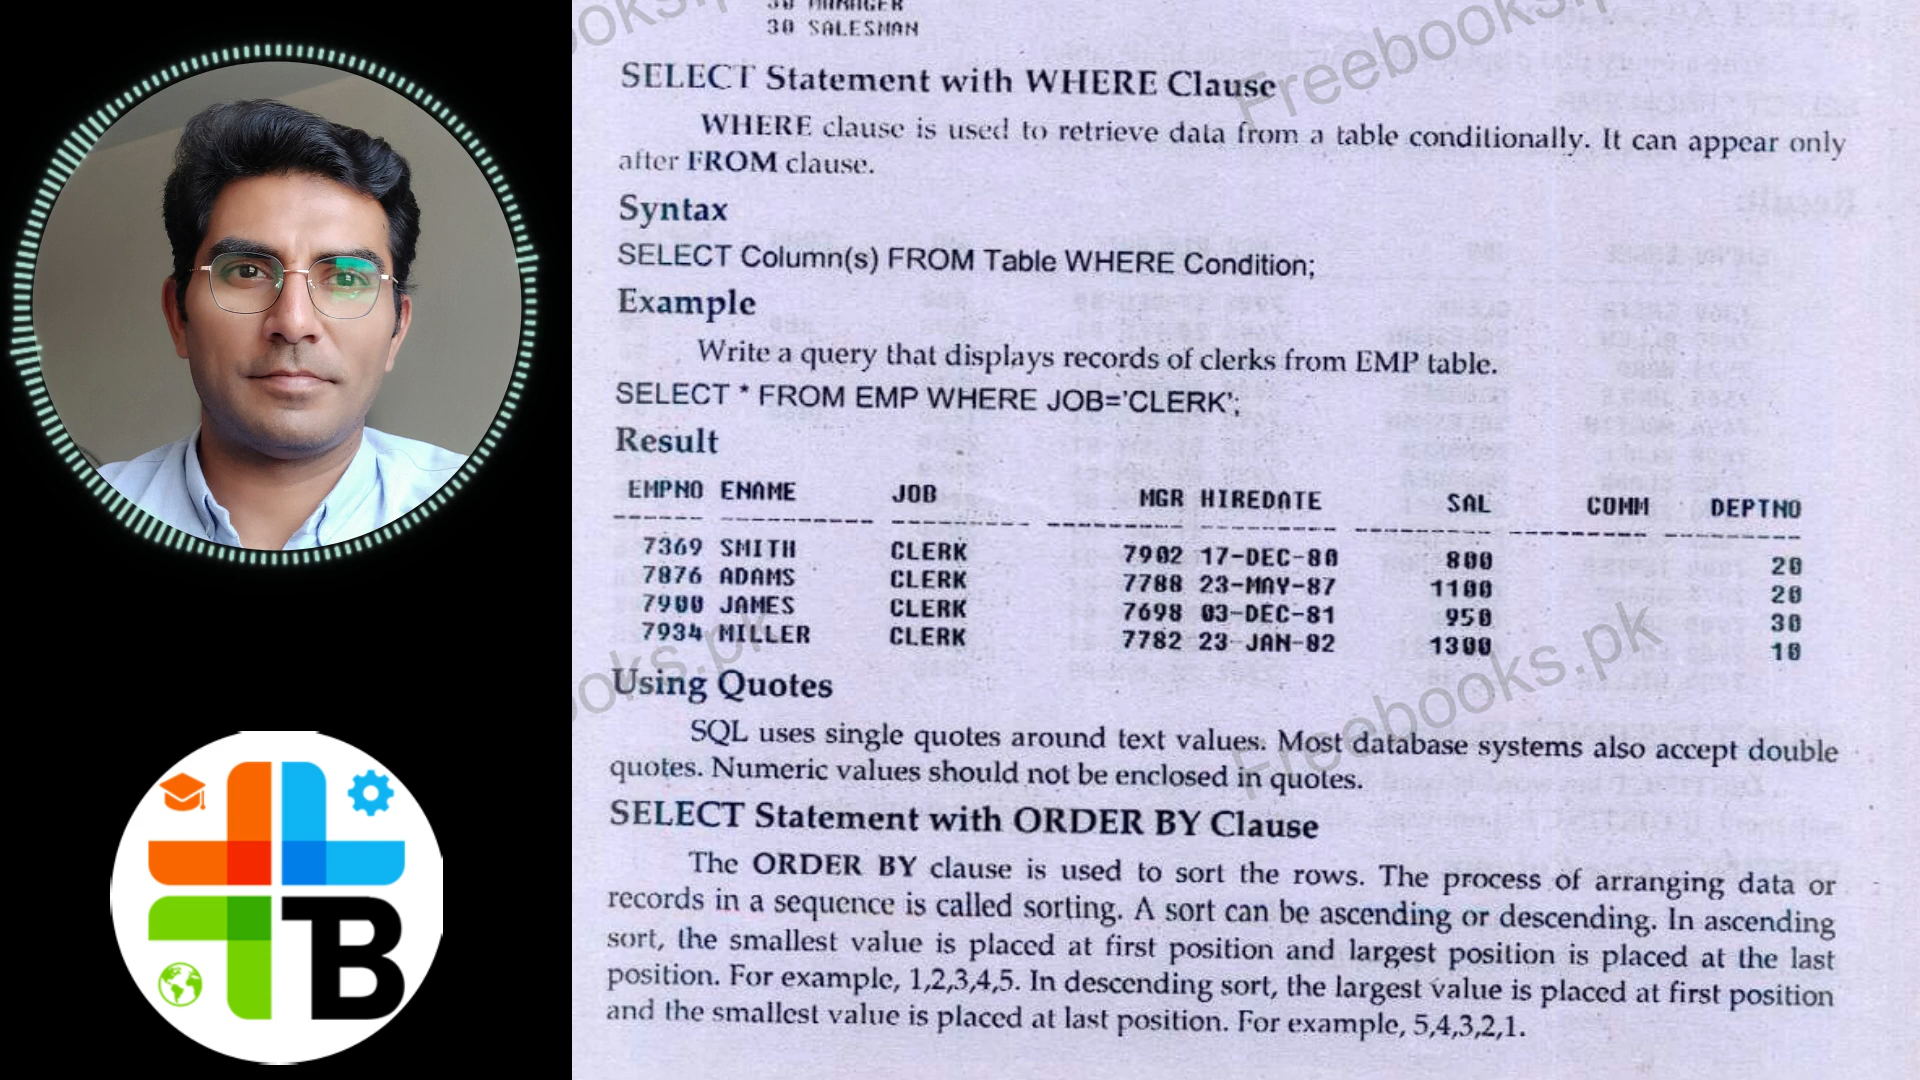 30 MANAGER
30 SALESMAN
SELECT Statement with WHERE Clause
WHERE clause is used to retrieve data from a table conditionally. It can appear only
after FROM clause.
Syntax
SELECT Column(s) FROM Table WHERE Condition;
Example
Write a query that displays records of clerks from EMP table.
SELECT * FROM EMP WHERE JOB='CLERK';
Result
EMPNO ENAME JOB MGR HIREDATE SAL COMM DEPTNO
7369 SMITH CLERK 7902 17-DEC-80 800 20
7876 ADAMS CLERK 7788 23-MAY-87 1100 20
7900 JAMES CLERK 7698 03-DEC-81 950 30
7934 MILLER CLERK 7782 23-JAN-82 1300 10
Using Quotes
SQL uses single quotes around text values. Most database systems also accept double
quotes. Numeric values should not be enclosed in quotes.
SELECT Statement with ORDER BY Clause
The ORDER BY clause is used to sort the rows. The process of arranging data or
records in a sequence is called sorting. A sort can be ascending or descending. In ascending
sort, the smallest value is placed at first position and largest position is placed at the last
position. For example, 1,2,3,4,5. In descending sort, the largest value is placed at first position
and the smallest value is placed at last position. For example, 5,4,3,2,1.
Freebooks.pk
Freebooks.pk
ooks.pk
ooks.p
B